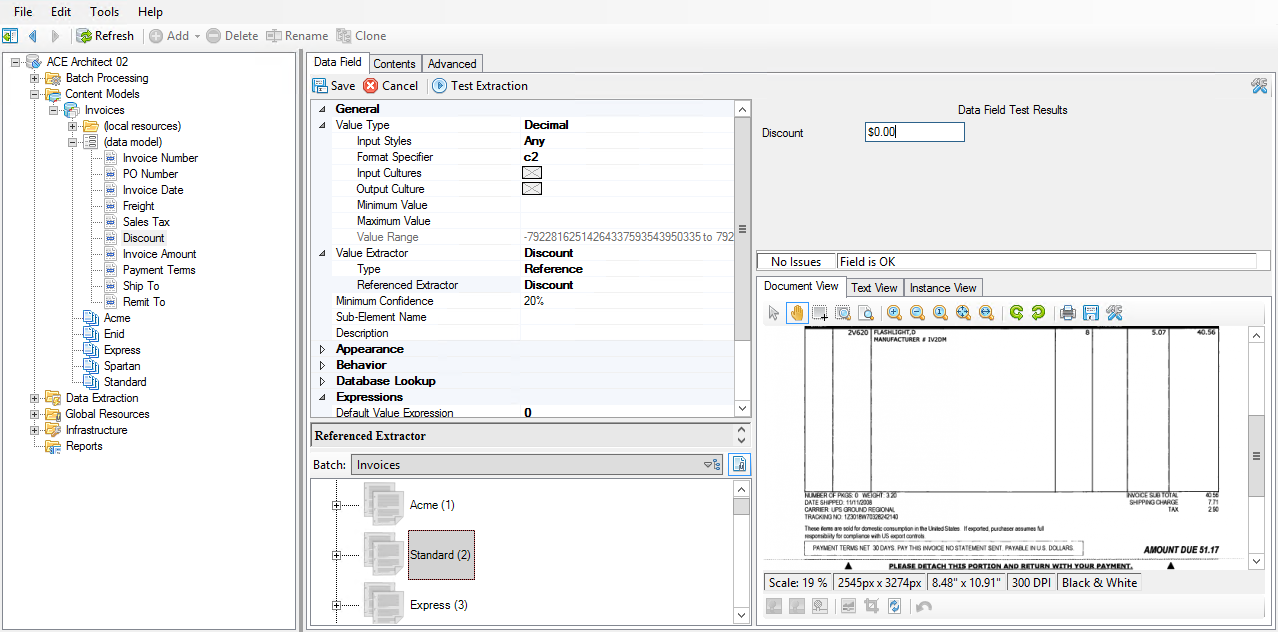 File Edit Tools Help
Refresh Add Delete Rename Clone
ACE Architect 02
Batch Processing
Content Models
Invoices
(local resources)
(data model)
Invoice Number
PO Number
Invoice Date
Freight
Sales Tax
Discount
Invoice Amount
Payment Terms
Ship To
Remit To
Acme
Enid
Express
Spartan
Standard
Data Extraction
Global Resources
Infrastructure
Reports
Data Field Contents Advanced
Save Cancel Test Extraction
General
Value Type Decimal
Input Styles Any
Format Specifier c2
Input Cultures
Output Culture
Minimum Value
Maximum Value
Value Range -79228162514264337593543950335 to 792
Value Extractor Discount
Type Reference
Referenced Extractor Discount
Minimum Confidence 20%
Sub-Element Name
Description
Appearance
Behavior
Database Lookup
Expressions
Default Value Expression 0
Referenced Extractor
Batch: Invoices
Acme (1)
Standard (2)
Express (3)
Data Field Test Results
Discount $0.00
No Issues Field is OK
Document View Text View Instance View
2V620 FLASHLIGHT,D 8 5.07 40.56
MANUFACTURER # IV2DM
NUMBER OF PKGS: 0 WEIGHT: 3.20 INVOICE SUB TOTAL 40.56
DATE SHIPPED: 11/11/2008 SHIPPING CHARGE 7.71
CARRIER: UPS GROUND REGIONAL TAX 2.90
TRACKING NO: 1Z3018W70328242140
These items are sold for domestic consumption in the United States. If exported, purchaser assumes full
responsibility for compliance with US export controls.
PAYMENT TERMS NET 30 DAYS. PAY THIS INVOICE NO STATEMENT SENT. PAYABLE IN U.S. DOLLARS. AMOUNT DUE 51.17
PLEASE DETACH THIS PORTION AND RETURN WITH YOUR PAYMENT.
Scale: 19 % 2545px x 3274px 8.48" x 10.91" 300 DPI Black & White